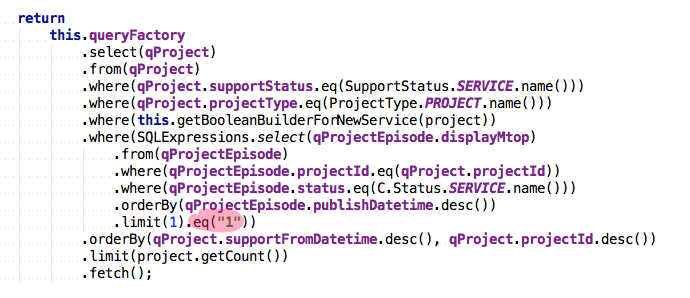 return
this.queryFactory
.select(qProject)
.from(qProject)
.where(qProject.supportStatus.eq(SupportStatus.SERVICE.name()))
.where(qProject.projectType.eq(ProjectType.PROJECT.name()))
.where(this.getBooleanBuilderForNewService(project))
.where(SQLExpressions.select(qProjectEpisode.displayMtop)
.from(qProjectEpisode)
.where(qProjectEpisode.projectId.eq(qProject.projectId))
.where(qProjectEpisode.status.eq(C.Status.SERVICE.name()))
.orderBy(qProjectEpisode.publishDatetime.desc())
.limit(1).eq("1"))
.orderBy(qProject.supportFromDatetime.desc(), qProject.projectId.desc())
.limit(project.getCount())
.fetch();